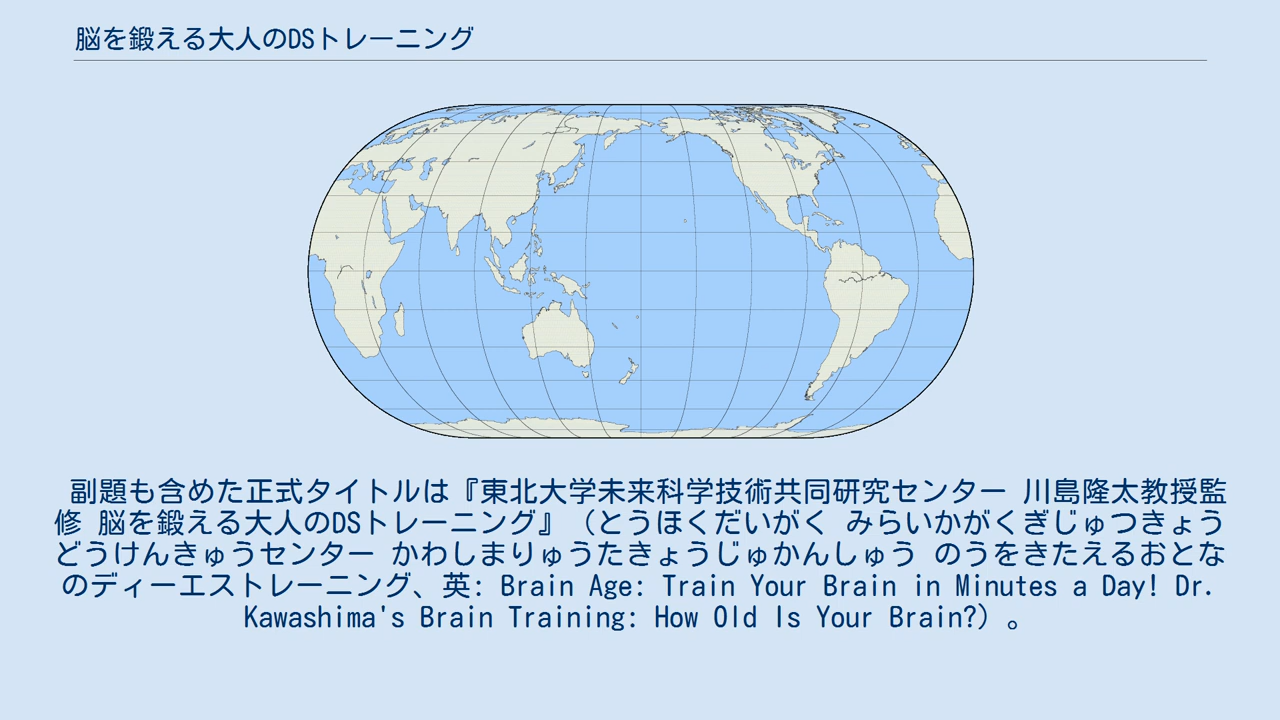 脳を鍛える大人のDSトレーニング
副題も含めた正式タイトルは『東北大学未来科学技術共同研究センター 川島隆太教授監
修 脳を鍛える大人のDSトレーニング』（とうほくだいがく みらいかがくぎじゅつきょう
どうけんきゅうセンター かわしまりゅうたきょうじゅかんしゅう のうをきたえるおとな
のディーエストレーニング、英: Brain Age: Train Your Brain in Minutes a Day! Dr.
Kawashima's Brain Training: How Old Is Your Brain?）。